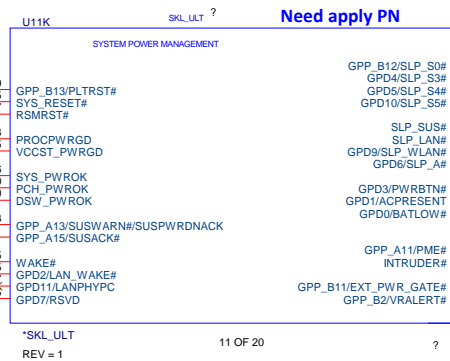 U11K
SKL_ULT ?
Need apply PN
SYSTEM POWER MANAGEMENT
GPP_B13/PLTRST#
SYS_RESET#
RSMRST#
PROCPWRGD
VCCST_PWRGD
SYS_PWROK
PCH_PWROK
DSW_PWROK
GPP_A13/SUSWARN#/SUSPWRDNACK
GPP_A15/SUSACK#
WAKE#
GPD2/LAN_WAKE#
GPD11/LANPHYPC
GPD7/RSVD
GPP_B12/SLP_S0#
GPD4/SLP_S3#
GPD5/SLP_S4#
GPD10/SLP_S5#
SLP_SUS#
SLP_LAN#
GPD9/SLP_WLAN#
GPD6/SLP_A#
GPD3/PWRBTN#
GPD1/ACPRESENT
GPD0/BATLOW#
GPP_A11/PME#
INTRUDER#
GPP_B11/EXT_PWR_GATE#
GPP_B2/VRALERT#
*SKL_ULT
REV = 1
11 OF 20
?